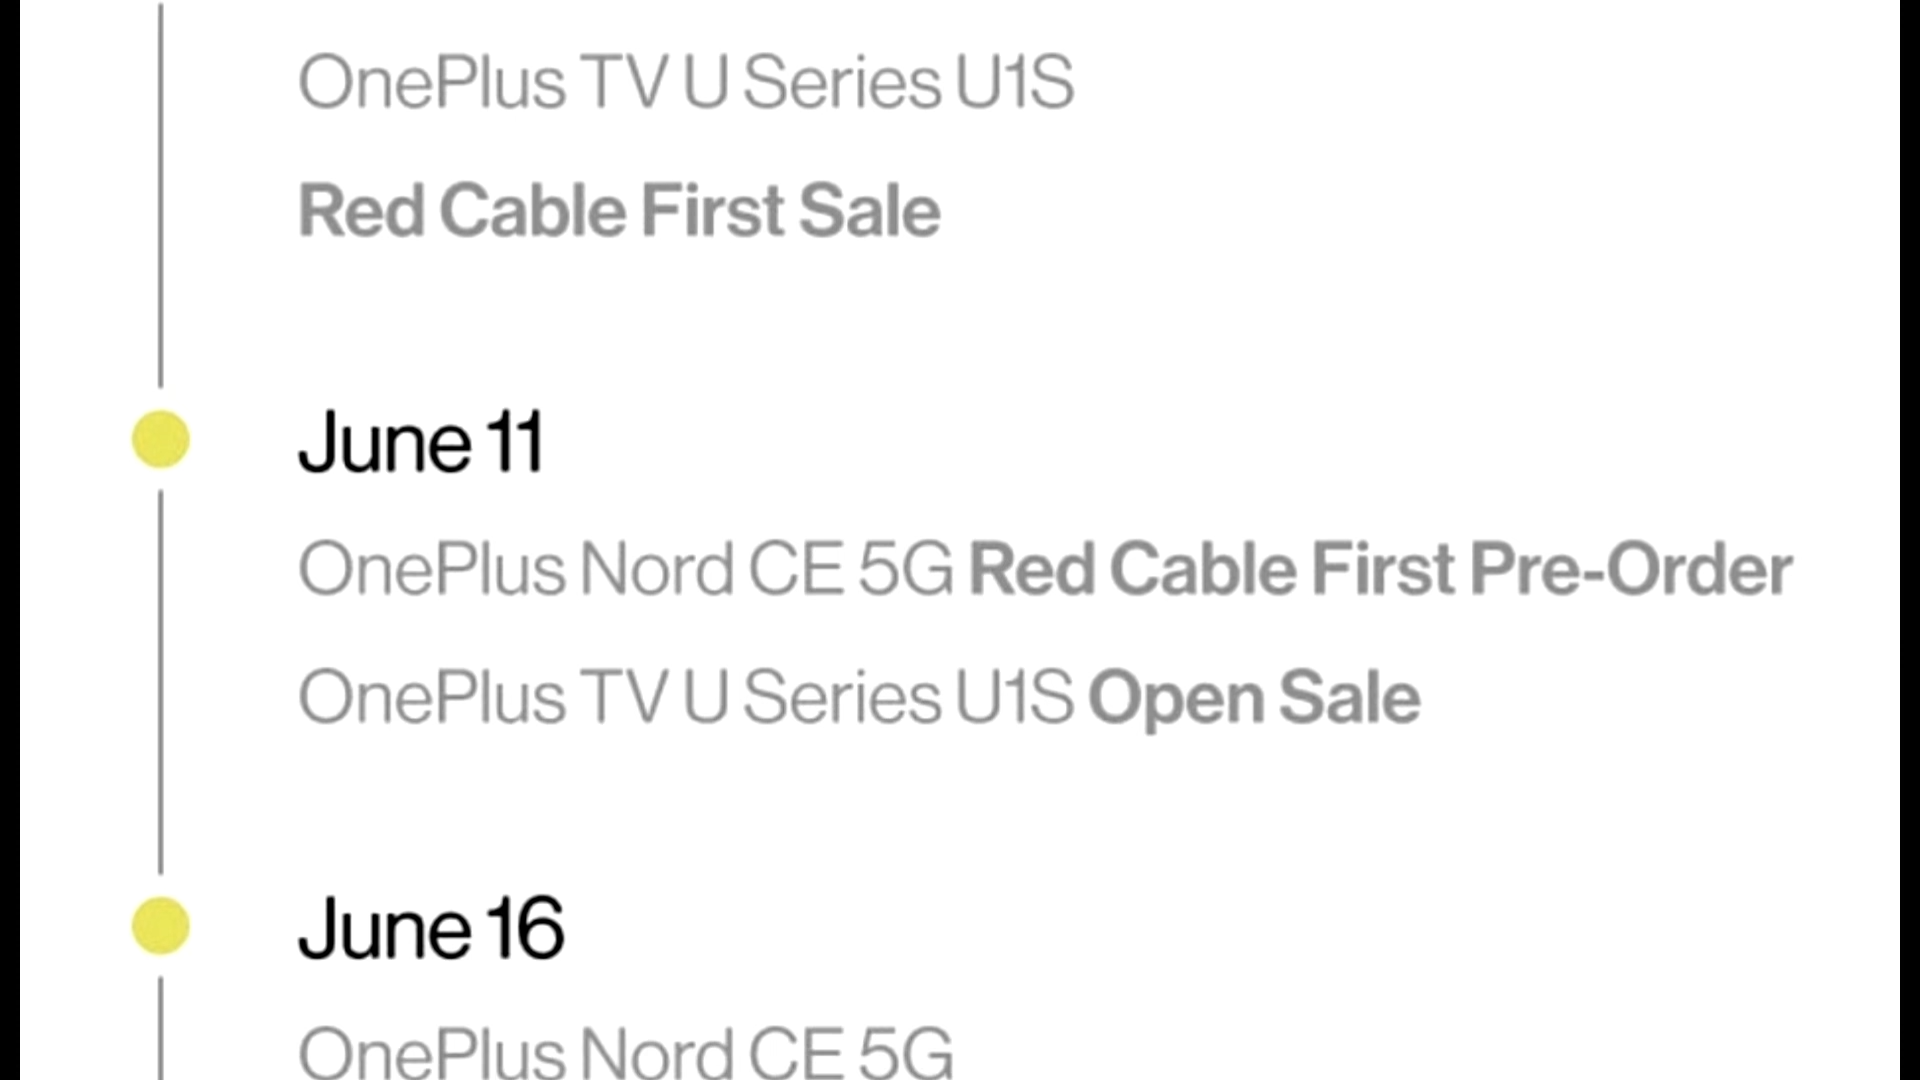 OnePlus TV U Series U1S
Red Cable First Sale
June 11
OnePlus Nord CE 5G Red Cable First Pre-Order
OnePlus TV U Series U1S Open Sale
June 16
OnePlus Nord CE 5G